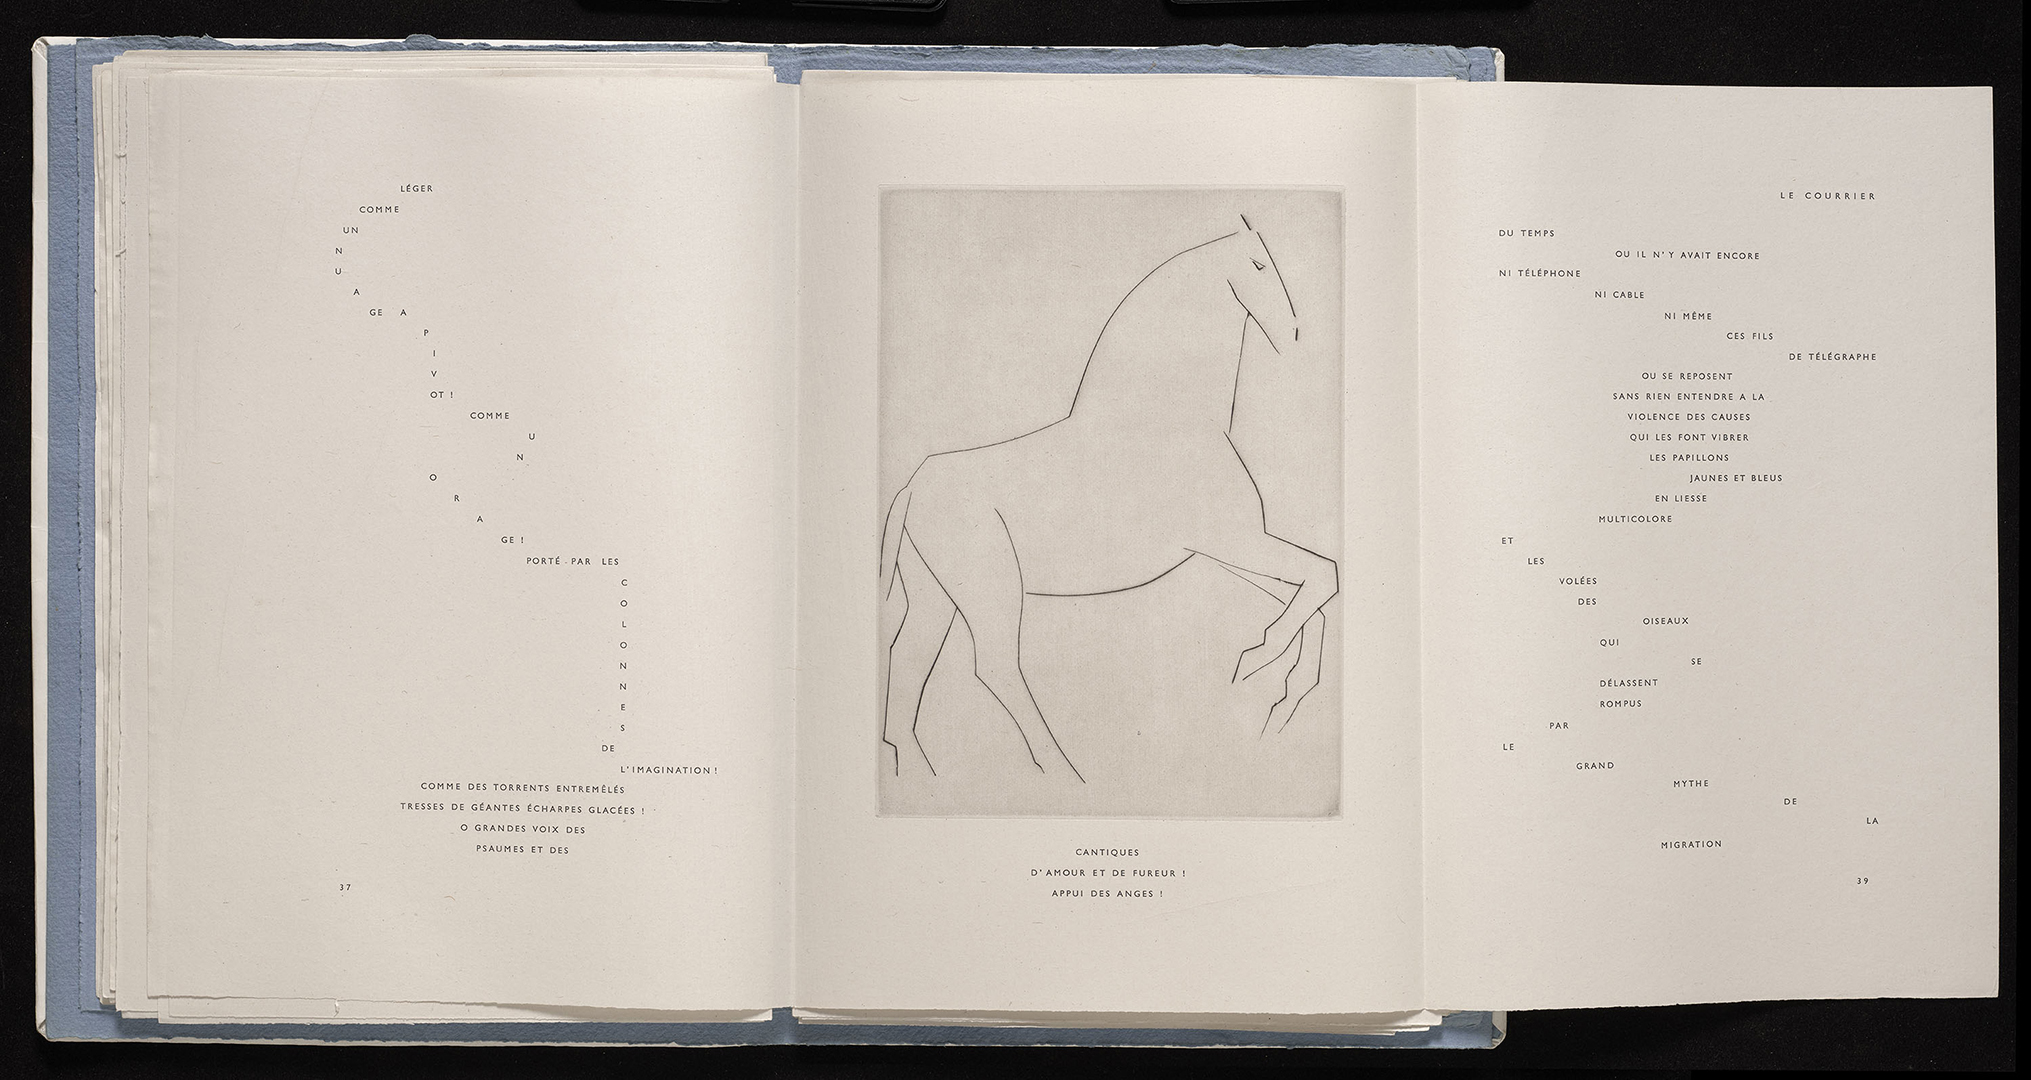 LÉGER
COMME
UN
N
U
A
GE A
P
I
V
OT !
COMME
U
N
O
R
A
GE !
PORTÉ PAR LES
C
O
L
O
N
N
E
S
DE
L'IMAGINATION !
COMME DES TORRENTS ENTREMÊLÉS
TRESSES DE GÉANTES ÉCHARPES GLACÉES !
O GRANDES VOIX DES
PSAUMES ET DES
37
CANTIQUES
D'AMOUR ET DE FUREUR !
APPUI DES ANGES !
LE COURRIER
DU TEMPS
OU IL N'Y AVAIT ENCORE
NI TÉLÉPHONE
NI CABLE
NI MÊME
CES FILS
DE TÉLÉGRAPHE
OU SE REPOSENT
SANS RIEN ENTENDRE A LA
VIOLENCE DES CAUSES
QUI LES FONT VIBRER
LES PAPILLONS
JAUNES ET BLEUS
EN LIESSE
MULTICOLORE
ET
LES
VOLÉES
DES
OISEAUX
QUI
SE
DÉLASSENT
ROMPUS
PAR
LE
GRAND
MYTHE
DE
LA
MIGRATION
39